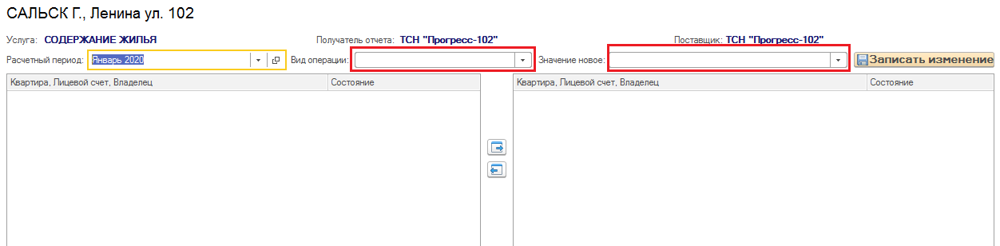 САЛЬСК Г., Ленина ул. 102
Услуга: СОДЕРЖАНИЕ ЖИЛЬЯ Получатель отчета: ТСН "Прогресс-102" Поставщик: ТСН "Прогресс-102"
Расчетный период: Январь 2020 Вид операции: Значение новое: Записать изменение
Квартира, Лицевой счет, Владелец Состояние Квартира, Лицевой счет, Владелец Состояние